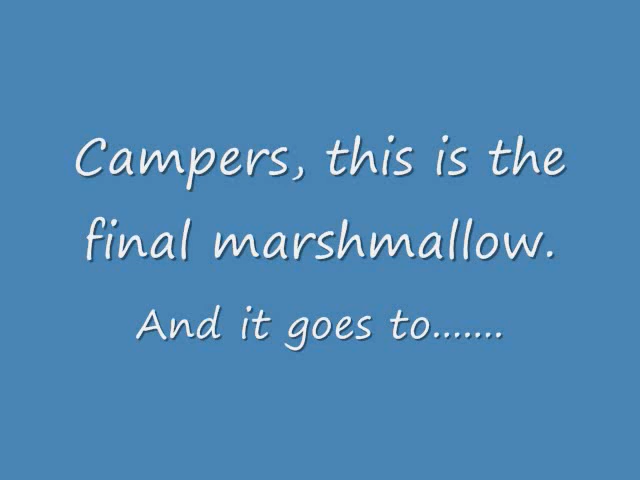 Campers, this is the
final marshmallow.
And it goes to.......